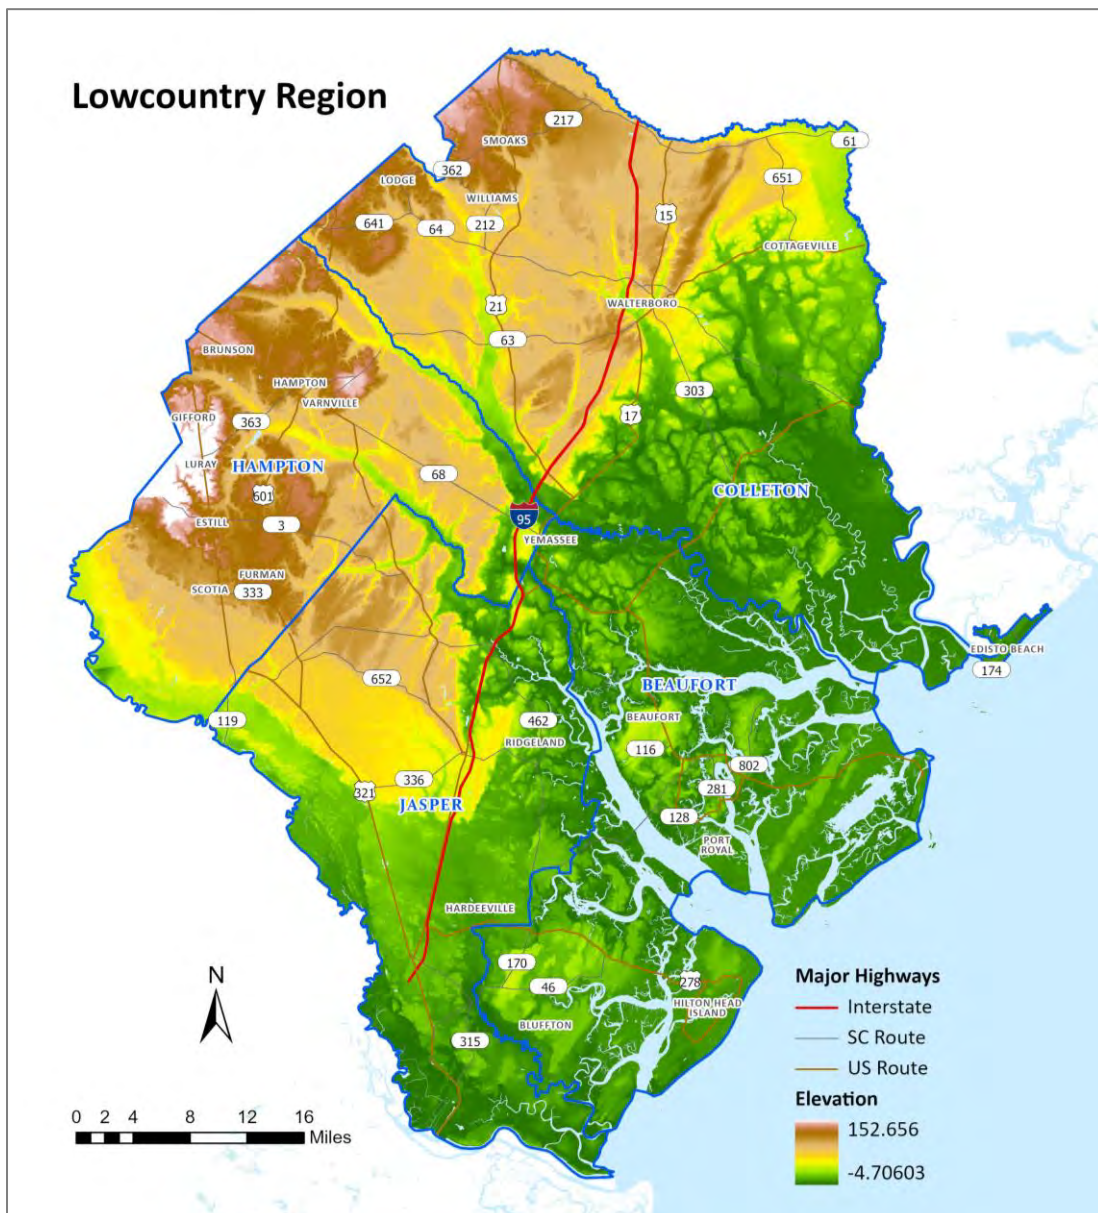 Lowcountry Region
217
SMOAKS
61
362
651
LODGE
WILLIAMS
641
64
212
15
COTTAGEVILLE
21
WALTERBORO
63
BRUNSON
HAMPTON
303
VARNVILLE
17
GIFFORD
363
LURAY
HAMPTON
68
COLLETON
601
ESTILL
3
95
YEMASSEE
FURMAN
SCOTIA
333
EDISTO BEACH
174
652
BEAUFORT
119
462
BEAUFORT
RIDGELAND
116
802
336
321
JASPER
281
128
PORT
ROYAL
HARDEEVILLE
170
46
278
HILTON HEAD
ISLAND
BLUFFTON
315
N
0 2 4 8 12 16
Miles
Major Highways
Interstate
SC Route
US Route
Elevation
152.656
-4.70603